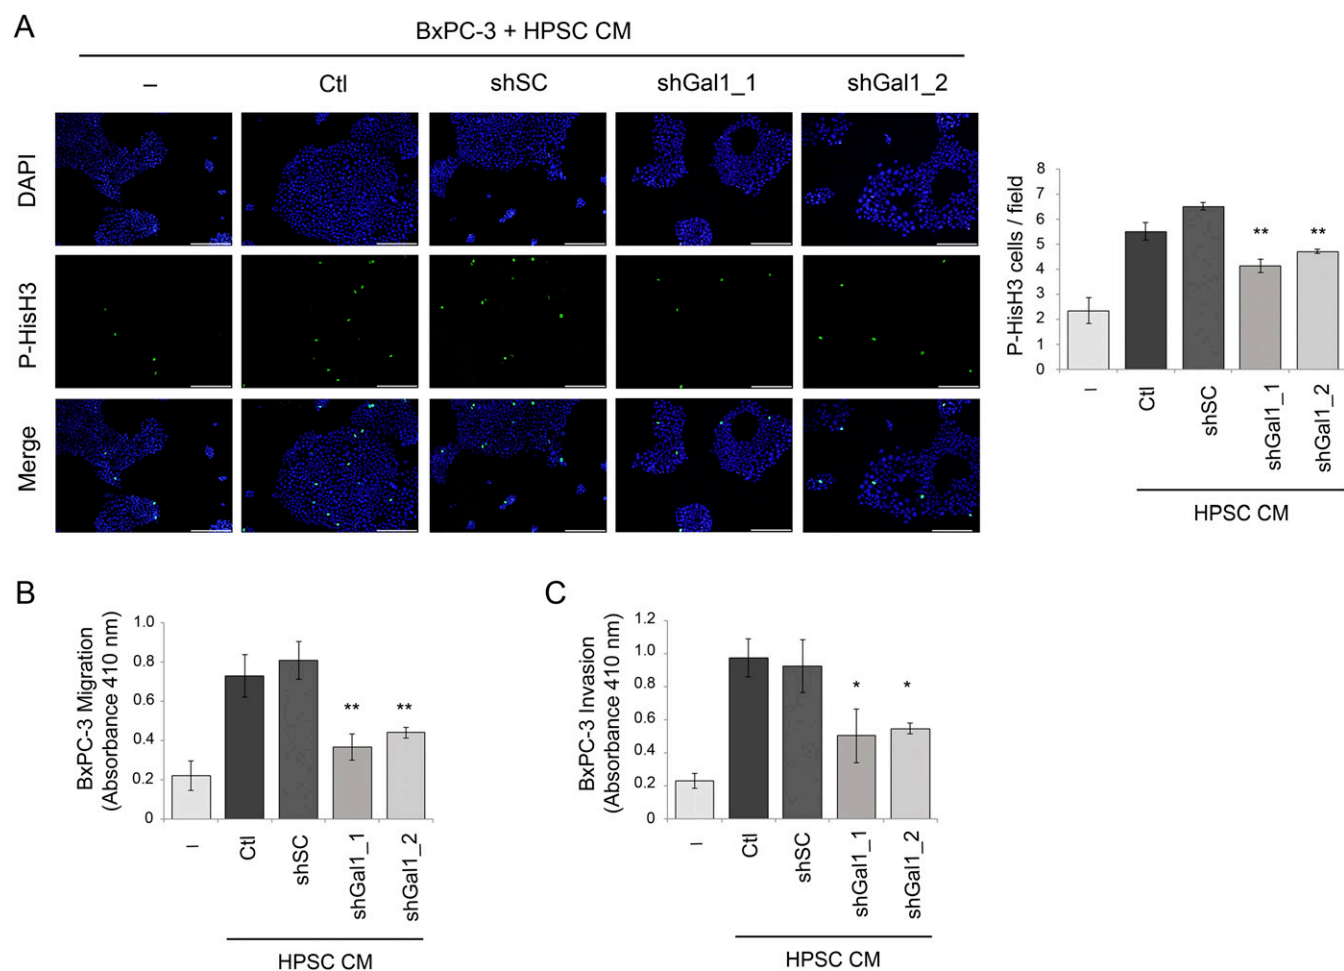 A
BxPC-3 + HPSC CM
–
Ctl
shSC
shGal1_1
shGal1_2
DAPI
P-HisH3
Merge
P-HisH3 cells / field
8
7
6
5
4
3
2
1
0
**
**
–
Ctl
shSC
shGal1_1
shGal1_2
HPSC CM
B
BxPC-3 Migration
(Absorbance 410 nm)
1.0
0.8
0.6
0.4
0.2
0
**
**
–
Ctl
shSC
shGal1_1
shGal1_2
HPSC CM
C
BxPC-3 Invasion
(Absorbance 410 nm)
1.2
1.0
0.8
0.6
0.4
0.2
0
*
*
–
Ctl
shSC
shGal1_1
shGal1_2
HPSC CM